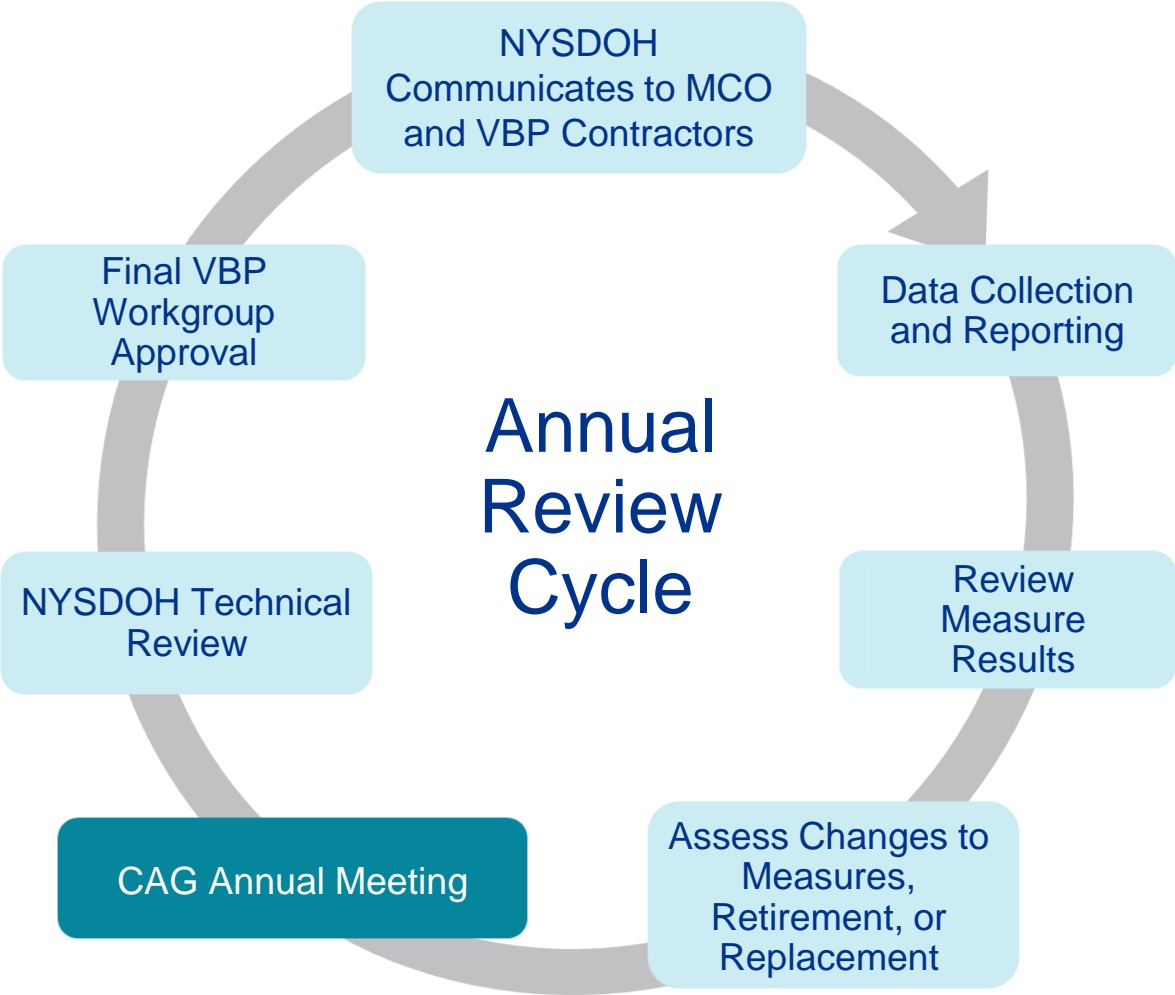 NYSDOH
Communicates to MCO
and VBP Contractors
Data Collection
and Reporting
Review
Measure
Results
Assess Changes to
Measures,
Retirement, or
Replacement
CAG Annual Meeting
NYSDOH Technical
Review
Final VBP
Workgroup
Approval
Annual
Review
Cycle